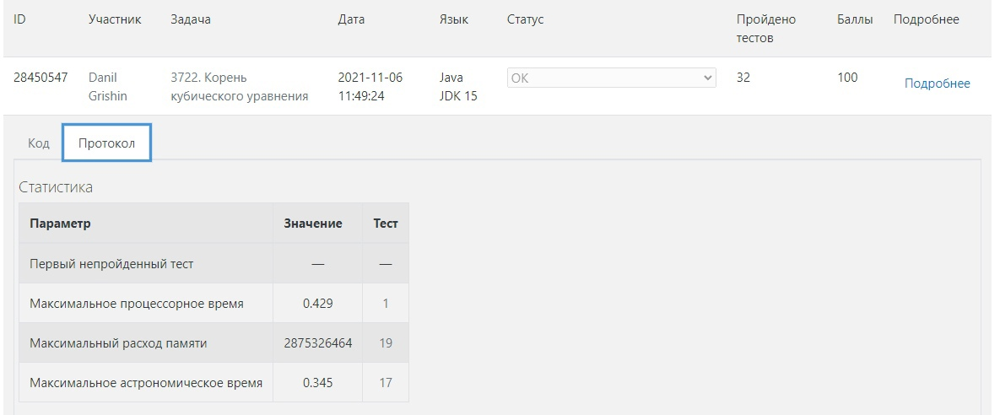 ID Участник Задача Дата Язык Статус Пройдено тестов Баллы Подробнее
28450547 Danil Grishin 3722. Корень кубического уравнения 2021-11-06 11:49:24 Java JDK 15 OK 32 100 Подробнее
Код Протокол
Статистика
Параметр Значение Тест
Первый непройденный тест — —
Максимальное процессорное время 0.429 1
Максимальный расход памяти 2875326464 19
Максимальное астрономическое время 0.345 17